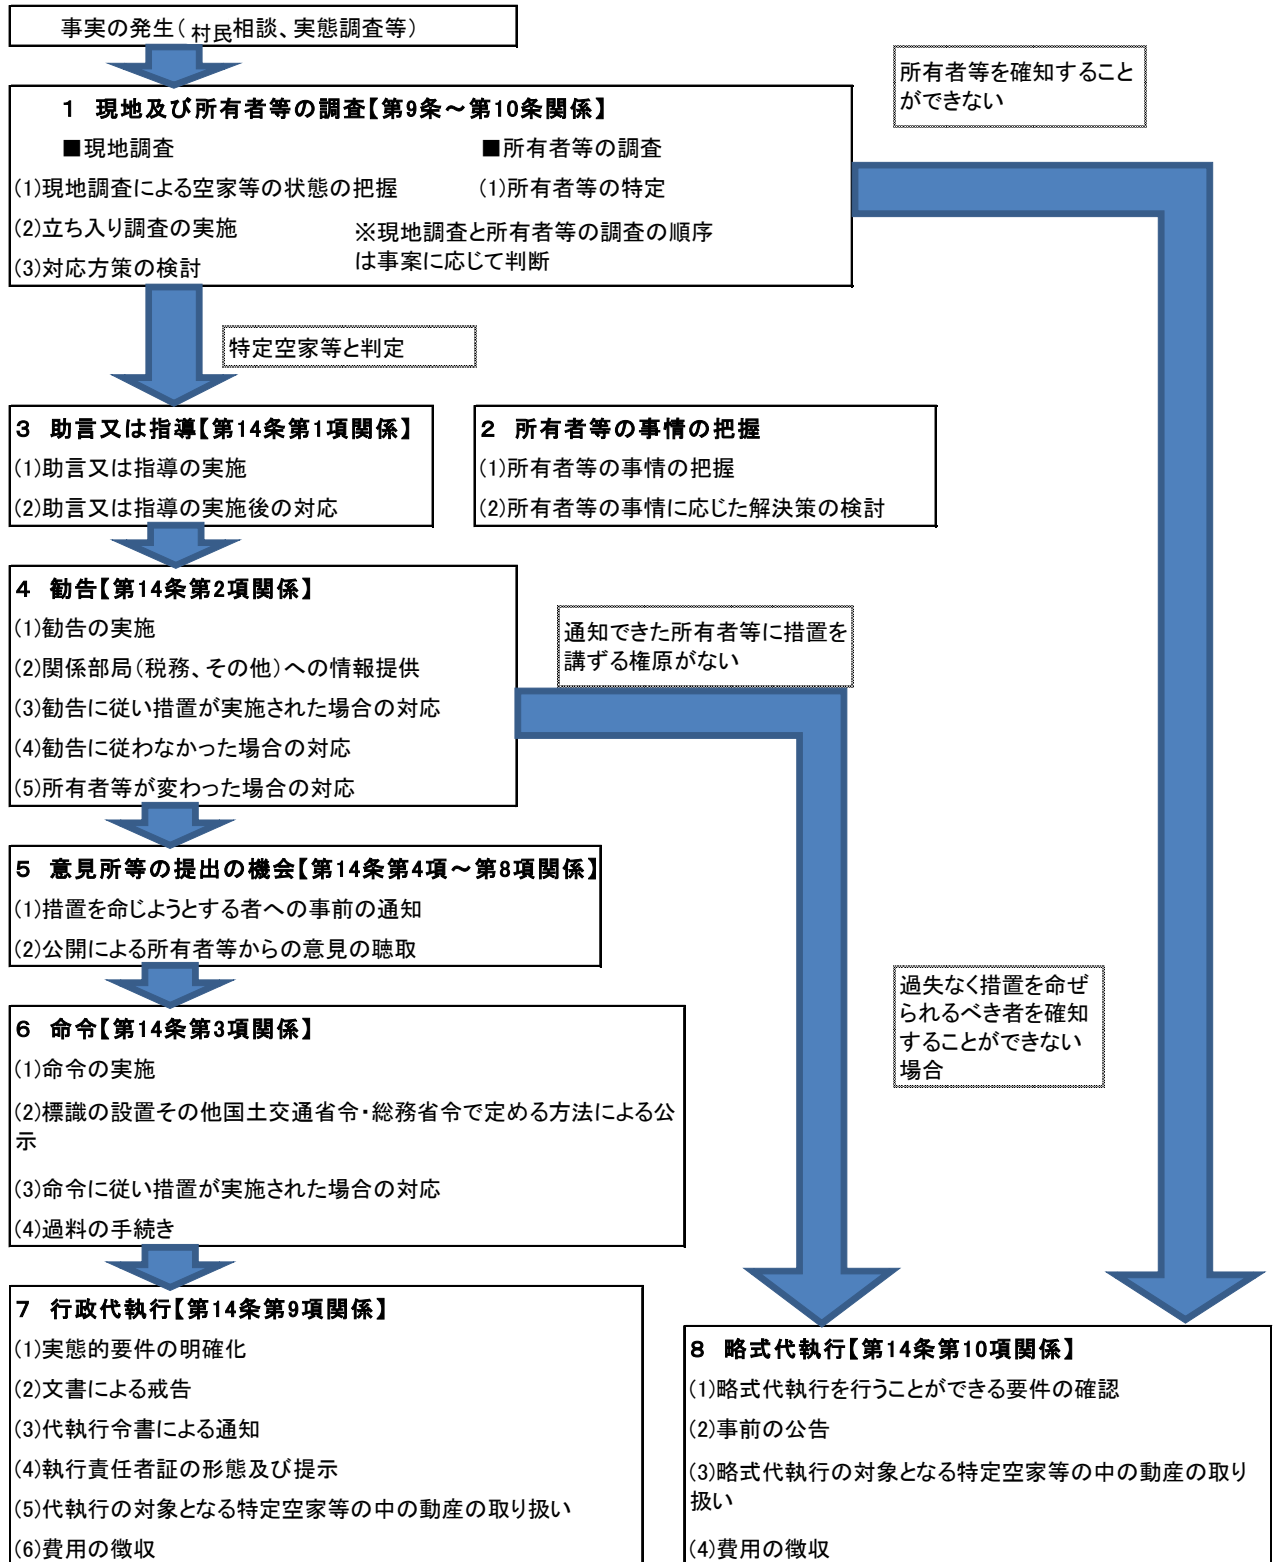 事実の発生(村民相談、実態調査等)
所有者等を確知すること
ができない
1 現地及び所有者等の調査【第9条~第10条関係】
■現地調査
■所有者等の調査
(1)現地調査による空家等の状態の把握
(1)所有者等の特定
(2)立ち入り調査の実施
※現地調査と所有者等の調査の順序
は事案に応じて判断
(3)対応方策の検討
特定空家等と判定
3 助言又は指導【第14条第1項関係】
(1)助言又は指導の実施
(2)助言又は指導の実施後の対応
2 所有者等の事情の把握
(1)所有者等の事情の把握
(2)所有者等の事情に応じた解決策の検討
4 勧告【第14条第2項関係】
(1)勧告の実施
(2)関係部局(税務、その他)への情報提供
(3)勧告に従い措置が実施された場合の対応
(4)勧告に従わなかった場合の対応
(5)所有者等が変わった場合の対応
通知できた所有者等に措置を
講ずる権原がない
5 意見所等の提出の機会【第14条第4項~第8項関係】
(1)措置を命じようとする者への事前の通知
(2)公開による所有者等からの意見の聴取
過失なく措置を命ぜ
られるべき者を確知
することができない
場合
6 命令【第14条第3項関係】
(1)命令の実施
(2)標識の設置その他国土交通省令・総務省令で定める方法による公
示
(3)命令に従い措置が実施された場合の対応
(4)過料の手続き
7 行政代執行【第14条第9項関係】
(1)実態的要件の明確化
(2)文書による戒告
(3)代執行令書による通知
(4)執行責任者証の形態及び提示
(5)代執行の対象となる特定空家等の中の動産の取り扱い
(6)費用の徴収
8 略式代執行【第14条第10項関係】
(1)略式代執行を行うことができる要件の確認
(2)事前の公告
(3)略式代執行の対象となる特定空家等の中の動産の取り
扱い
(4)費用の徴収